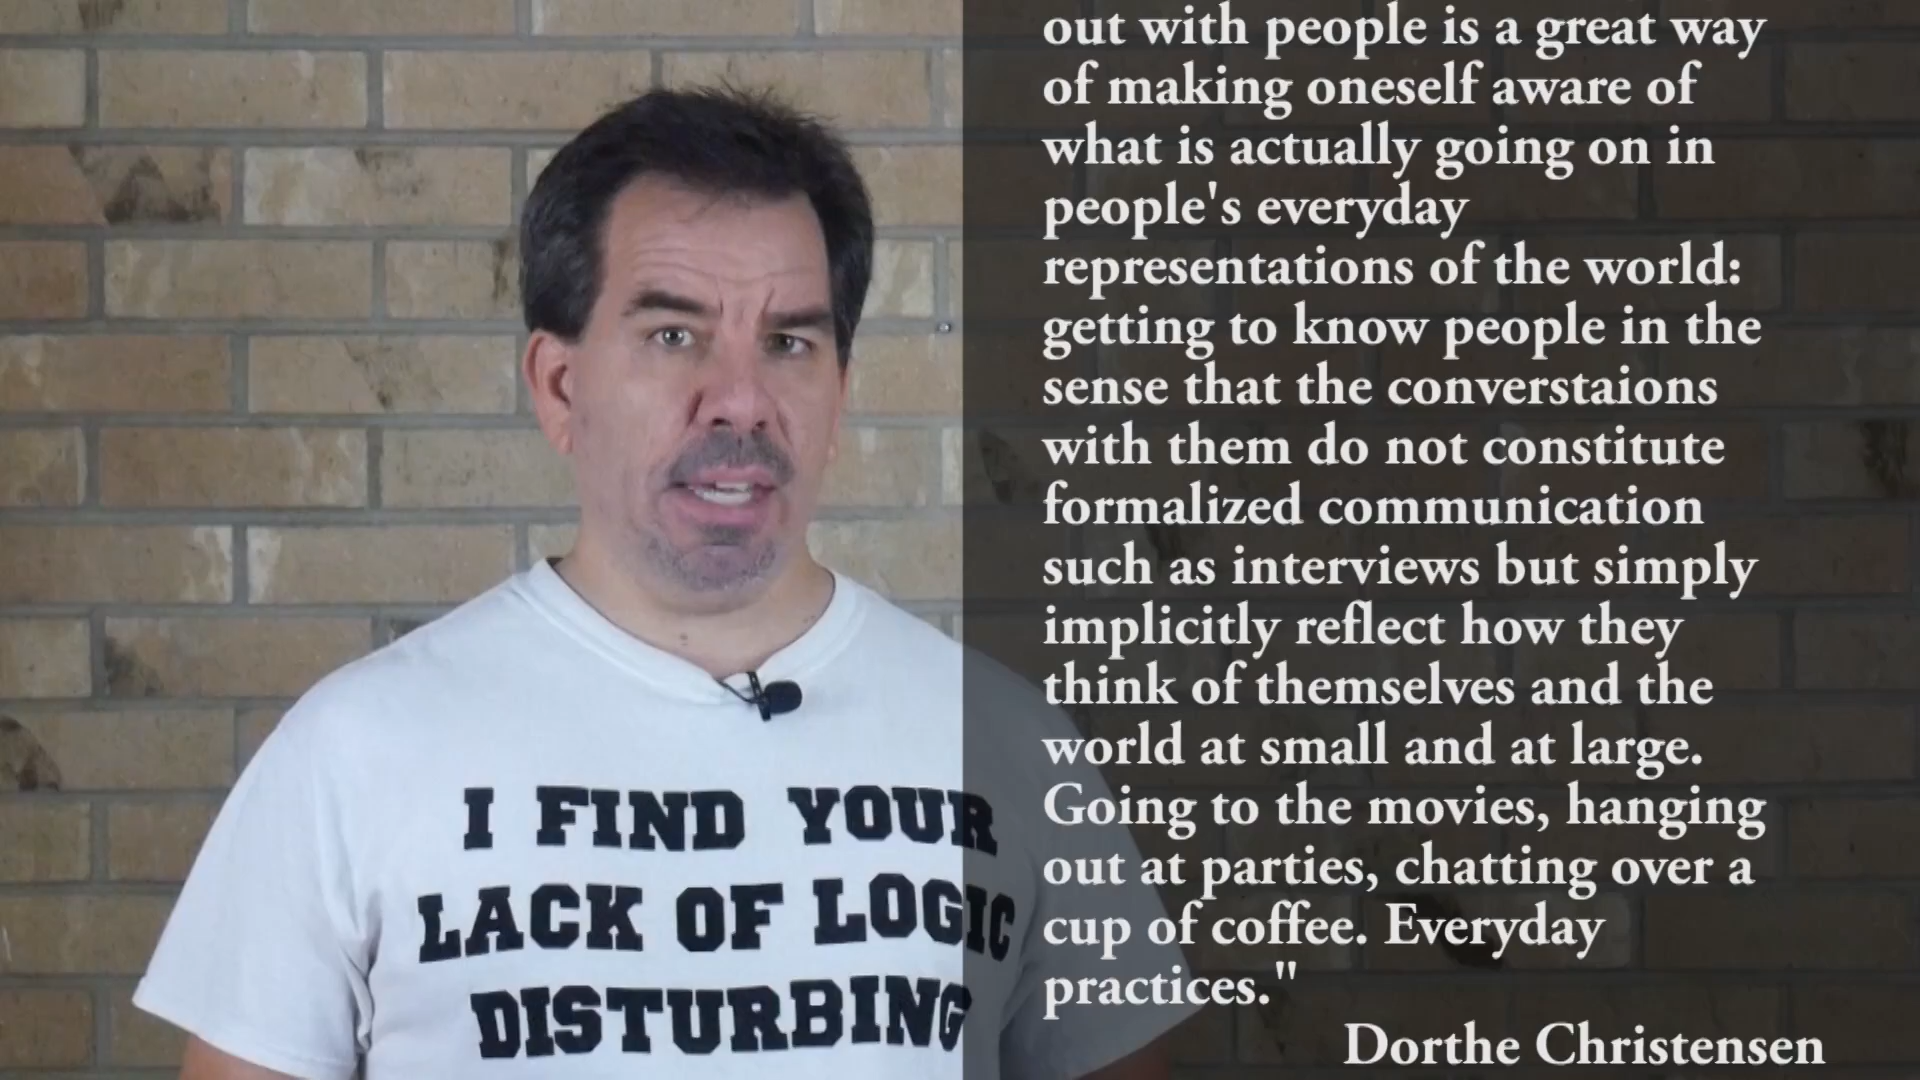 out with people is a great way
of making oneself aware of
what is actually going on in
people's everyday
representations of the world:
getting to know people in the
sense that the converstaions
with them do not constitute
formalized communication
such as interviews but simply
implicitly reflect how they
think of themselves and the
world at small and at large.
Going to the movies, hanging
out at parties, chatting over a
cup of coffee. Everyday
practices."
Dorthe Christensen
I FIND YOUR
LACK OF LOGIC
DISTURBING